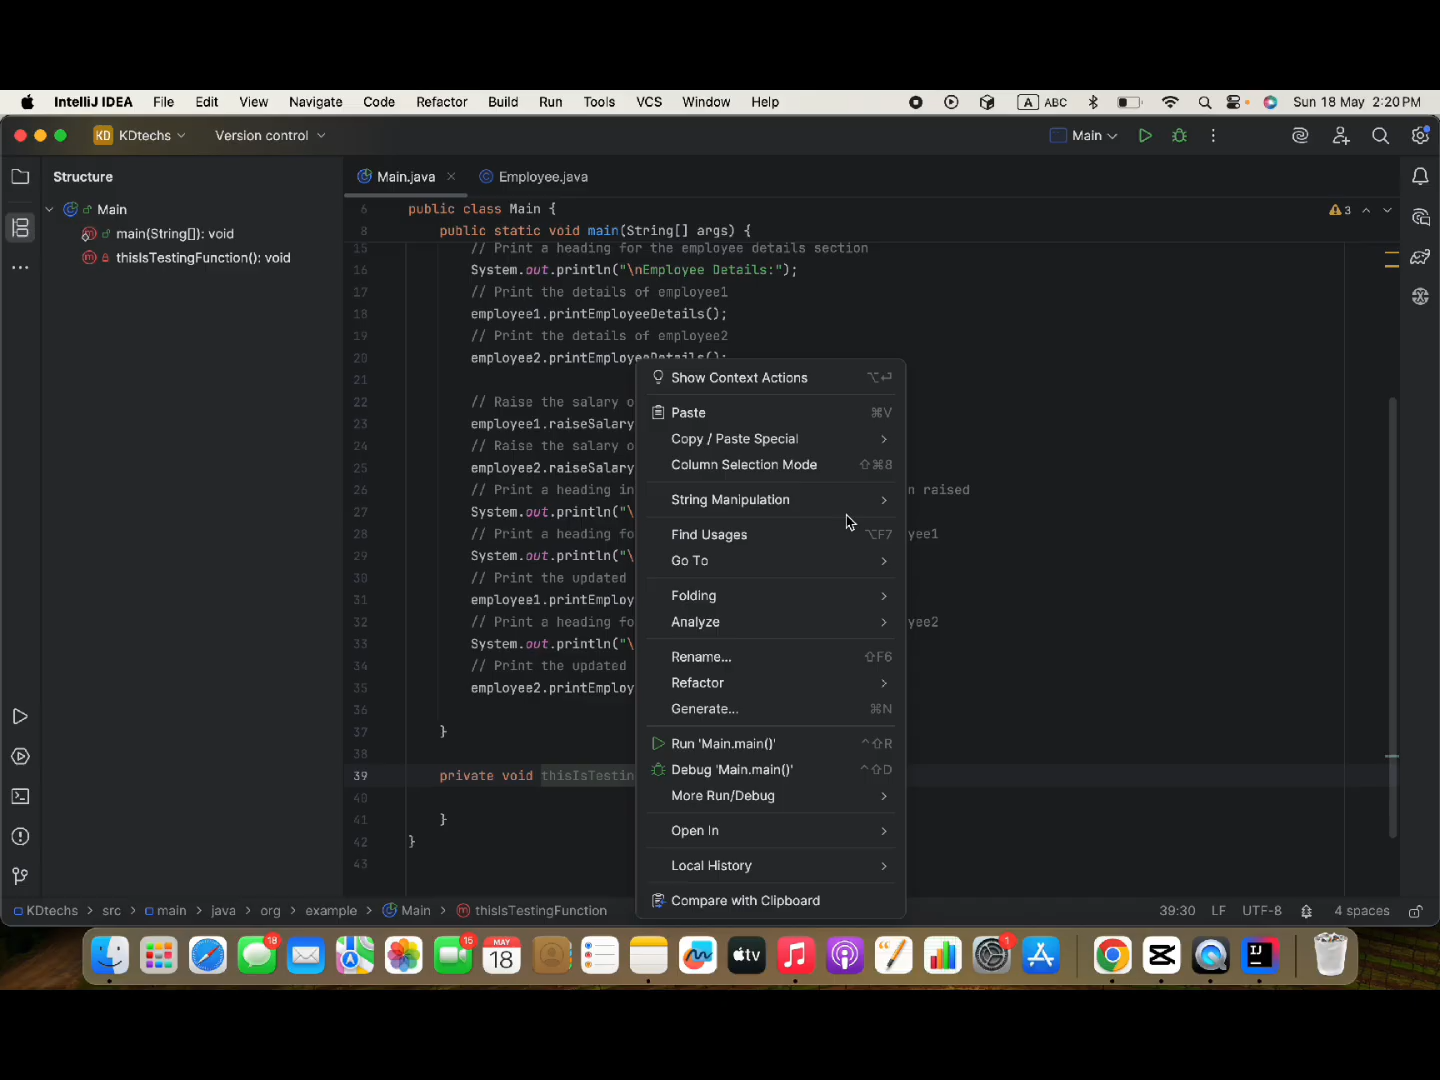 IntelliJ IDEA File Edit View Navigate Code Refactor Build Run Tools VCS Window Help A ABC Sun 18 May 2:20 PM
KD KDtechs Version control Main
Structure Main.java Employee.java
Main
main(String[]): void
thisIsTestingFunction(): void
6 public class Main { 3
8 public static void main(String[] args) {
15 // Print a heading for the employee details section
16 System.out.println("\nEmployee Details:");
17 // Print the details of employee1
18 employee1.printEmployeeDetails();
19 // Print the details of employee2
20 employee2.printEmployeeDetails();
21
22 // Raise the salary o
23 employee1.raiseSalary
24 // Raise the salary o
25 employee2.raiseSalary
26 // Print a heading in n raised
27 System.out.println("\
28 // Print a heading fo yee1
29 System.out.println("\
30 // Print the updated
31 employee1.printEmploy
32 // Print a heading fo yee2
33 System.out.println("\
34 // Print the updated
35 employee2.printEmploy
36
37 }
38
39 private void thisIsTestin
40
41 }
42 }
43
Show Context Actions ⌥⏎
Paste ⌘V
Copy / Paste Special
Column Selection Mode ⇧⌘8
String Manipulation
Find Usages ⌥F7
Go To
Folding
Analyze
Rename... ⇧F6
Refactor
Generate... ⌘N
Run 'Main.main()' ^⇧R
Debug 'Main.main()' ^⇧D
More Run/Debug
Open In
Local History
Compare with Clipboard
KDtechs > src > main > java > org > example > Main > thisIsTestingFunction 39:30 LF UTF-8 4 spaces
18 MAY 18 15 tv 1 IJ